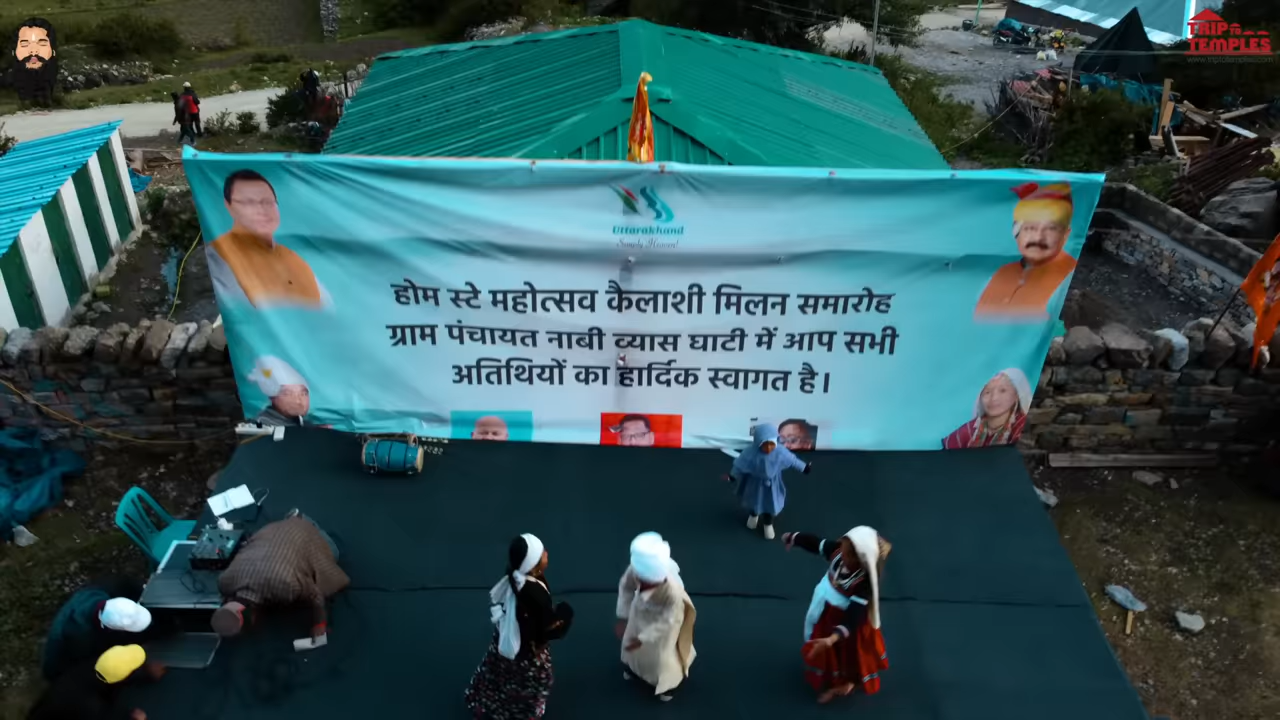 TRIP TO
TEMPLES
www.triptotemples.com
Uttarakhand
Simply Heaven!
होम स्टे महोत्सव कैलाशी मिलन समारोह
ग्राम पंचायत नाबी व्यास घाटी में आप सभी
अतिथियों का हार्दिक स्वागत है।